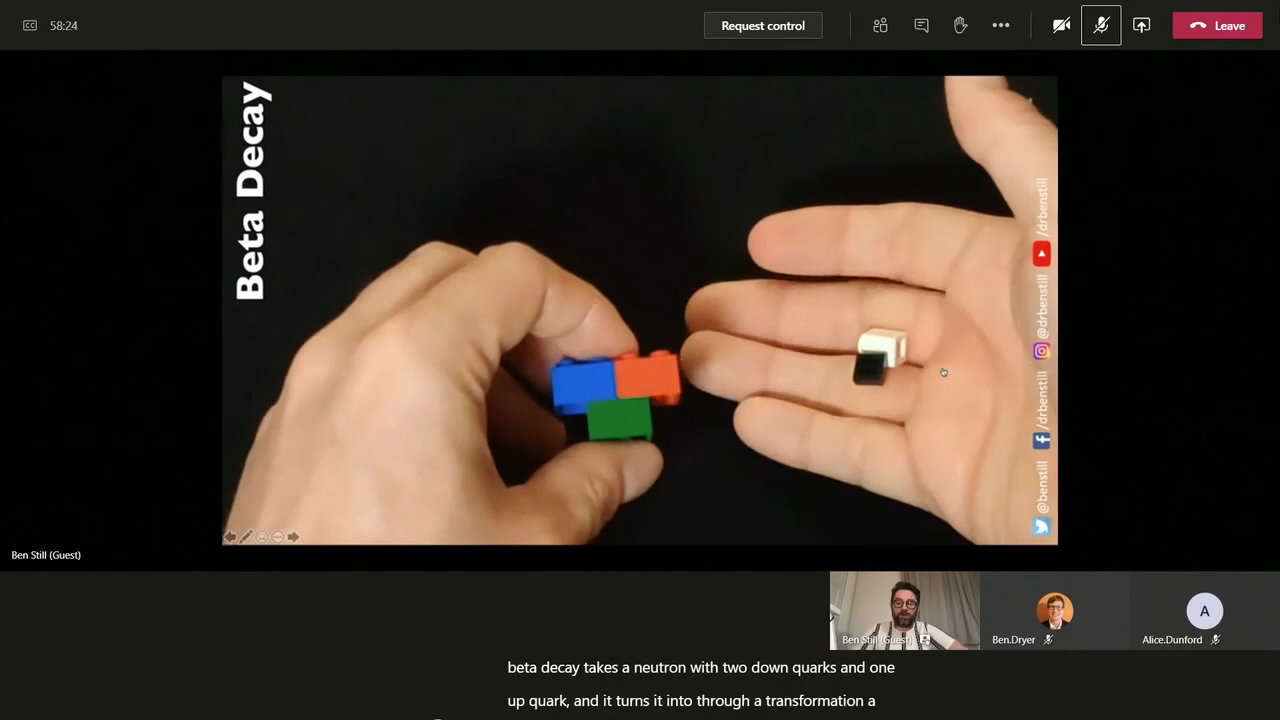 CC 58:24
Request control
Leave
Beta Decay
/drbenstill
@drbenstill
/drbenstill
@benstill
Ben Still (Guest)
Ben Still (Guest)
Ben.Dryer
A
Alice.Dunford
beta decay takes a neutron with two down quarks and one
up quark, and it turns it into through a transformation a